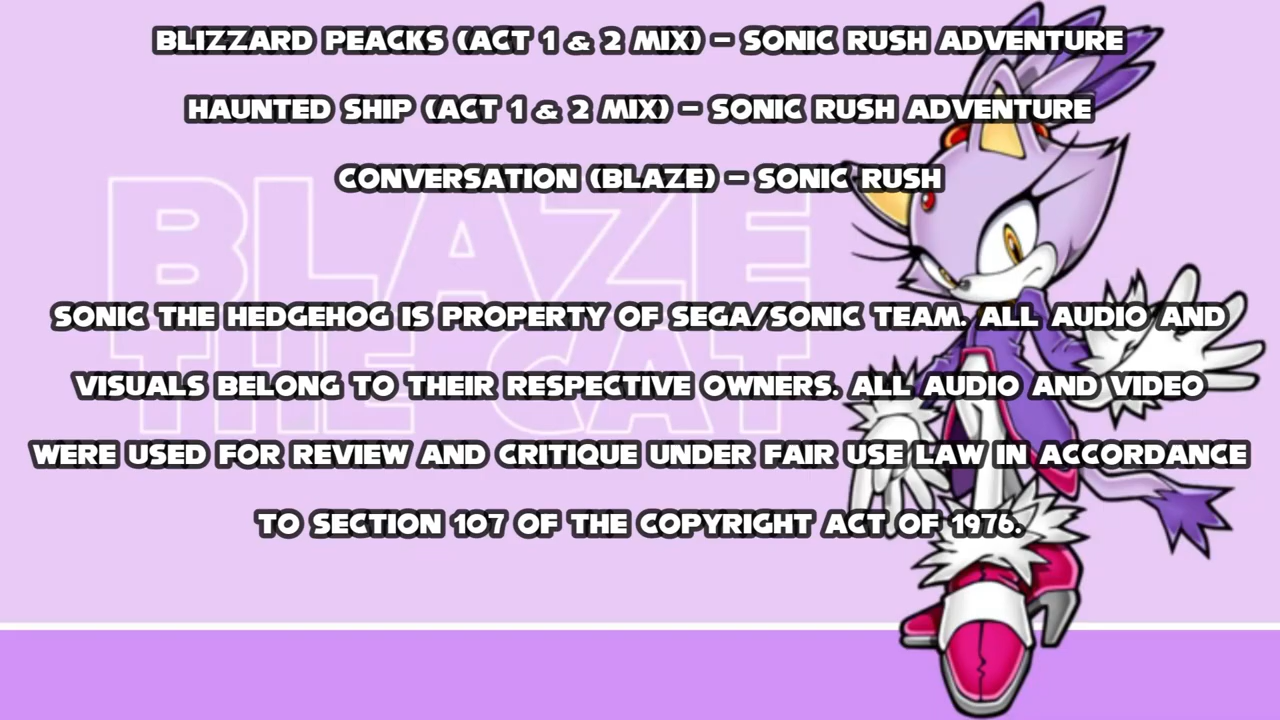 BLIZZARD PEACKS (ACT 1 & 2 MIX) - SONIC RUSH ADVENTURE
HAUNTED SHIP (ACT 1 & 2 MIX) - SONIC RUSH ADVENTURE
CONVERSATION (BLAZE) - SONIC RUSH
BLAZE
THE CAT
SONIC THE HEDGEHOG IS PROPERTY OF SEGA/SONIC TEAM. ALL AUDIO AND
VISUALS BELONG TO THEIR RESPECTIVE OWNERS. ALL AUDIO AND VIDEO
WERE USED FOR REVIEW AND CRITIQUE UNDER FAIR USE LAW IN ACCORDANCE
TO SECTION 107 OF THE COPYRIGHT ACT OF 1976.